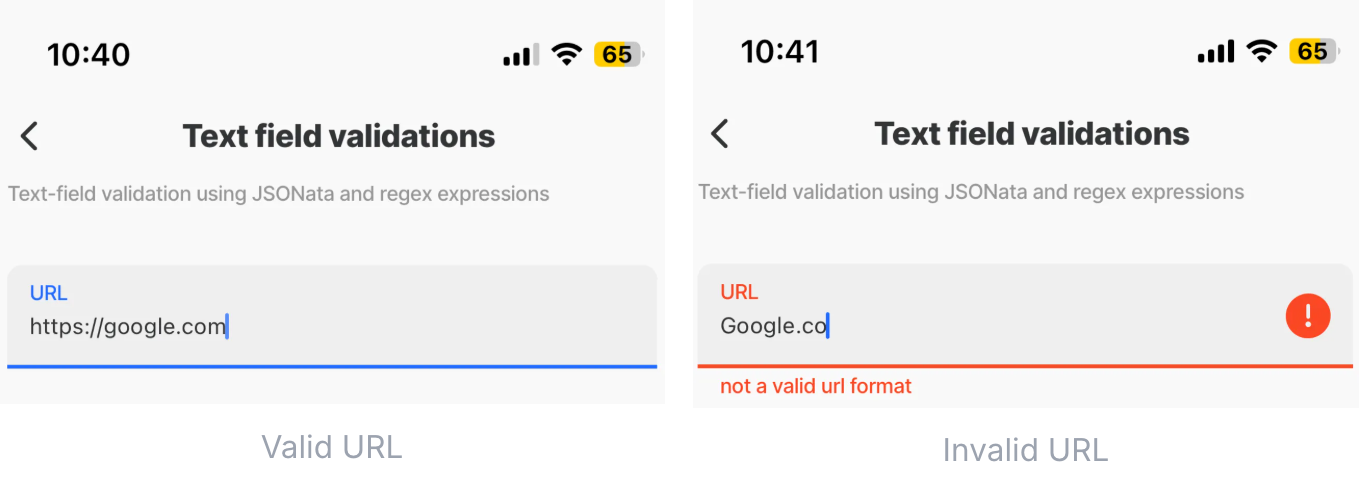 10:40
65
Text field validations
Text-field validation using JSONata and regex expressions
URL
https://google.com
Valid URL
10:41
65
Text field validations
Text-field validation using JSONata and regex expressions
URL
Google.co
!
not a valid url format
Invalid URL